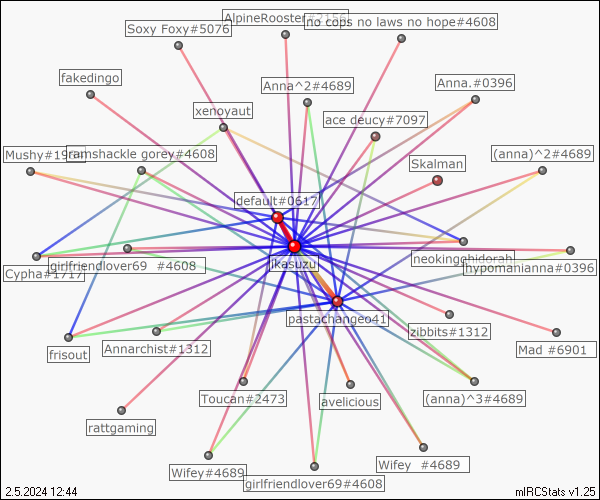 AlpineRooster#2156
no cops no laws no hope#4608
Soxy Foxy#5076
fakedingo
Anna^2#4689
Anna.#0396
xenoyaut
ace deucy#7097
Mushy#1
ramshackle gorey#4608
(anna)^2#4689
Skalman
default#0617
neokingghidorah
ikasuzu
girlfriendlover69 #4608
hypomanianna#0396
Cypha#1717
pastachangeo41
zibbits#1312
frisout
Annarchist#1312
Mad #6901
Toucan#2473
avelicious
(anna)^3#4689
rattgaming
Wifey#4689
Wifey #4689
girlfriendlover69#4608
2.5.2024 12:44
mIRCStats v1.25